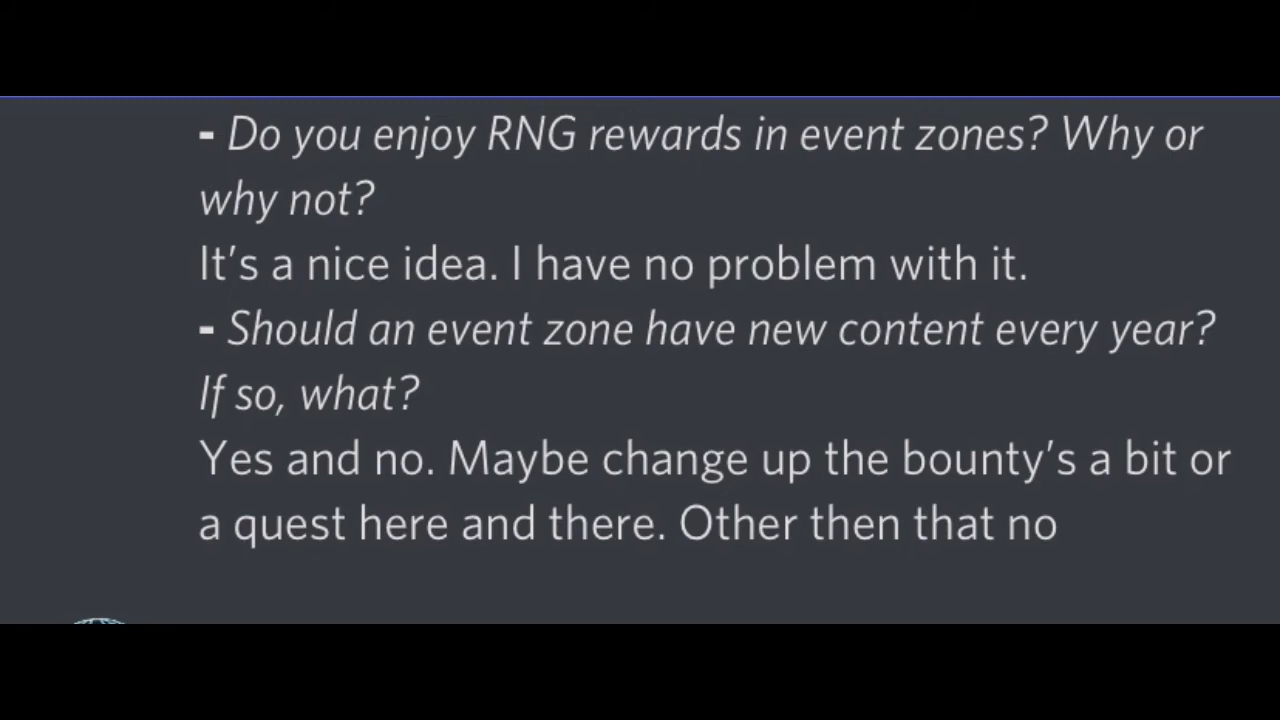 - Do you enjoy RNG rewards in event zones? Why or
why not?
It's a nice idea. I have no problem with it.
- Should an event zone have new content every year?
If so, what?
Yes and no. Maybe change up the bounty's a bit or
a quest here and there. Other then that no